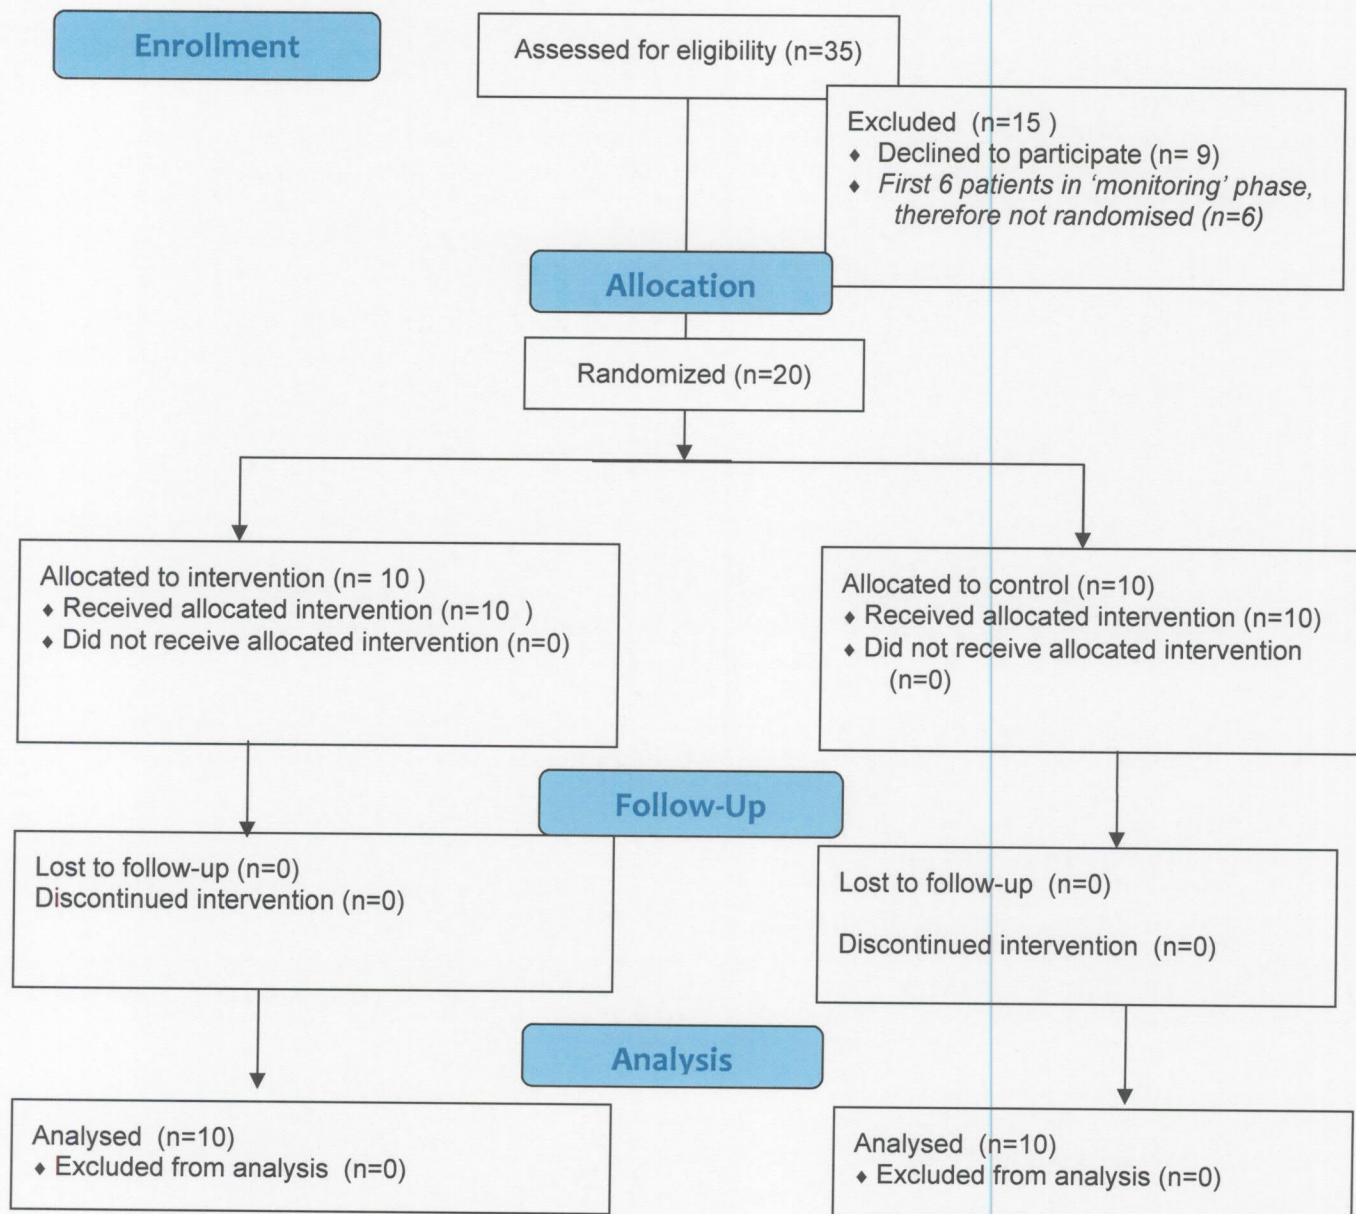 Enrollment
Assessed for eligibility (n=35)
Excluded (n=15 )
♦ Declined to participate (n= 9)
♦ First 6 patients in ‘monitoring’ phase,
therefore not randomised (n=6)
Allocation
Randomized (n=20)
Allocated to intervention (n= 10 )
♦ Received allocated intervention (n=10 )
♦ Did not receive allocated intervention (n=0)
Allocated to control (n=10)
♦ Received allocated intervention (n=10)
♦ Did not receive allocated intervention
(n=0)
Follow-Up
Lost to follow-up (n=0)
Discontinued intervention (n=0)
Lost to follow-up (n=0)
Discontinued intervention (n=0)
Analysis
Analysed (n=10)
♦ Excluded from analysis (n=0)
Analysed (n=10)
♦ Excluded from analysis (n=0)